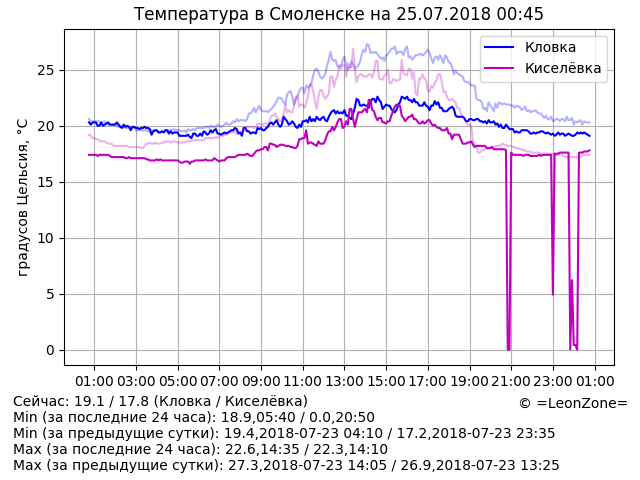 Температура в Смоленске на 25.07.2018 00:45
Кловка
Киселёвка
градусов Цельсия, °C
25
20
15
10
5
0
01:00 03:00 05:00 07:00 09:00 11:00 13:00 15:00 17:00 19:00 21:00 23:00 01:00
© =LeonZone=
Сейчас: 19.1 / 17.8 (Кловка / Киселёвка)
Min (за последние 24 часа): 18.9,05:40 / 0.0,20:50
Min (за предыдущие сутки): 19.4,2018-07-23 04:10 / 17.2,2018-07-23 23:35
Max (за последние 24 часа): 22.6,14:35 / 22.3,14:10
Max (за предыдущие сутки): 27.3,2018-07-23 14:05 / 26.9,2018-07-23 13:25